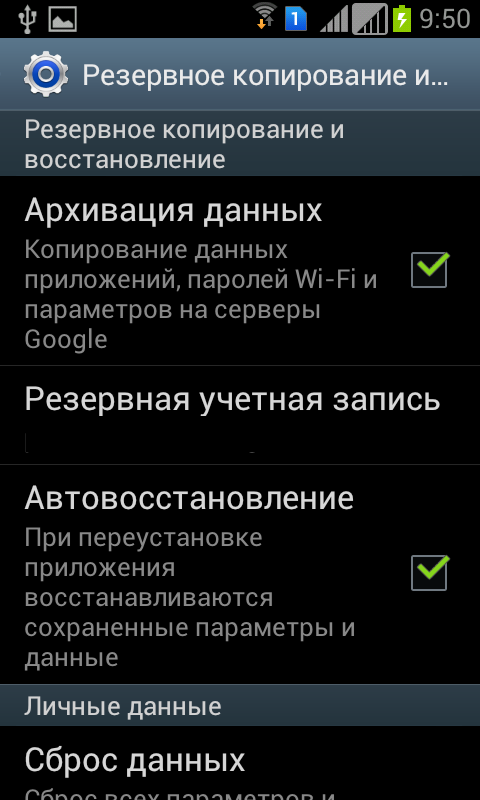 1 9:50
Резервное копирование и...
Резервное копирование и
восстановление
Архивация данных
Копирование данных
приложений, паролей Wi-Fi и
параметров на серверы
Google
Резервная учетная запись
Автовосстановление
При переустановке
приложения
восстанавливаются
сохраненные параметры и
данные
Личные данные
Сброс данных
Сброс всех параметров и